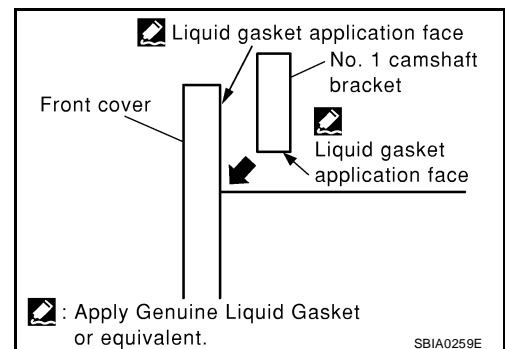 Liquid gasket application face
No. 1 camshaft
bracket
Front cover
Liquid gasket
application face
: Apply Genuine Liquid Gasket
or equivalent.
SBIA0259E